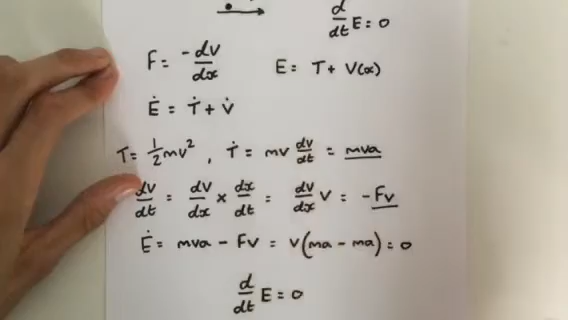 d/dt E = 0
F = -dV/dx E = T + V(x)
Ė = Ṫ + V̇
T = 1/2 mv², Ṫ = mv dv/dt = mva
dV/dt = dV/dx × dx/dt = dV/dx v = -Fv
Ė = mva - Fv = v(ma - ma) = 0
d/dt E = 0